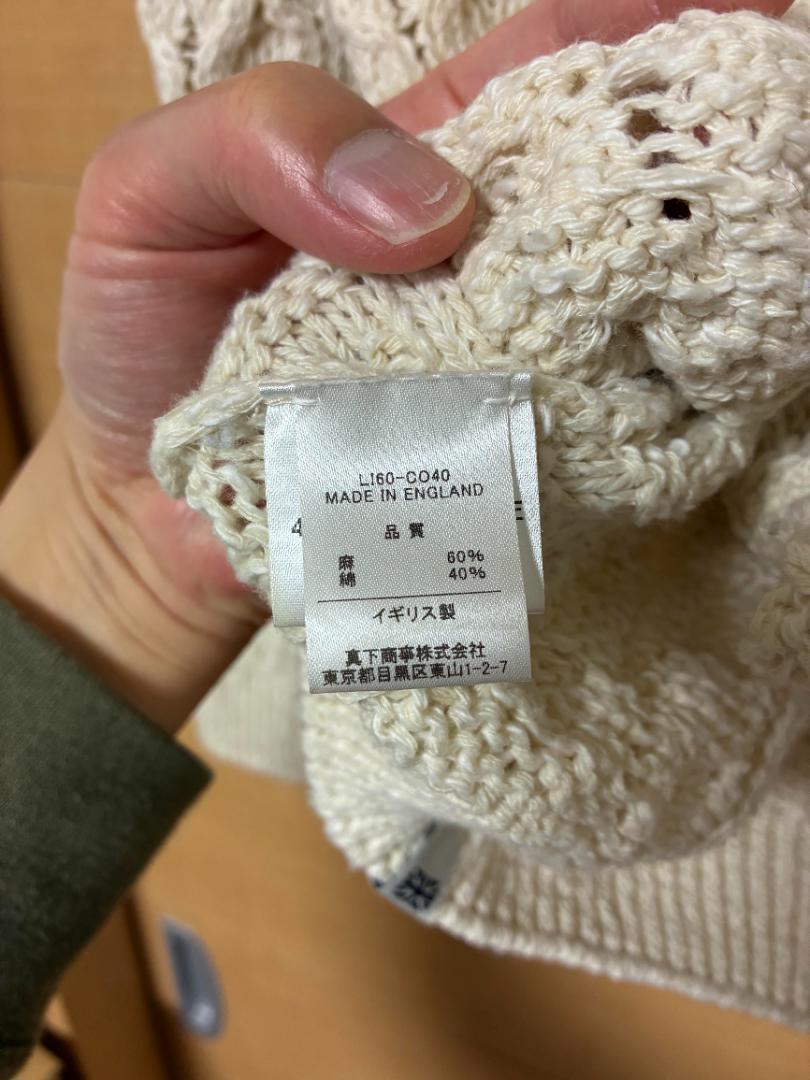 LI60-CO40
MADE IN ENGLAND
4 E
品質
麻 60%
綿 40%
イギリス製
真下商事株式会社
東京都目黒区東山1-2-7